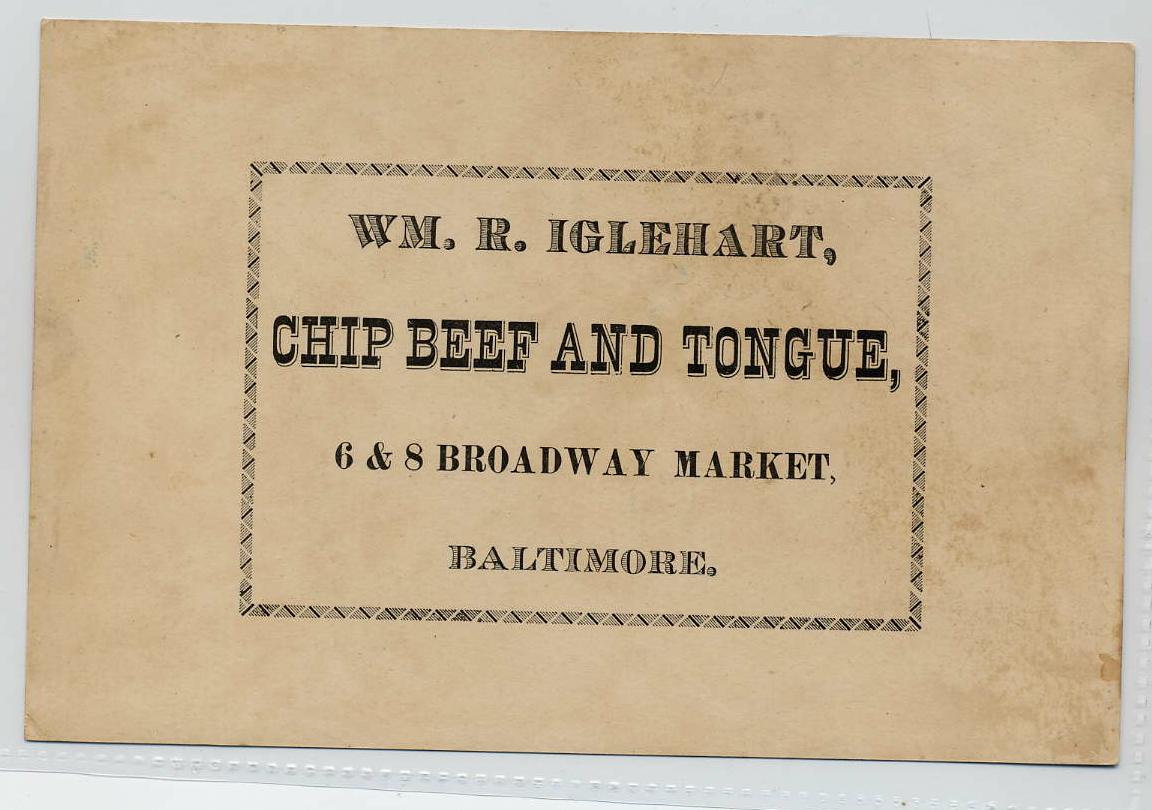 WM. R. IGLEHART,
CHIP BEEF AND TONGUE,
6 & 8 BROADWAY MARKET,
BALTIMORE.